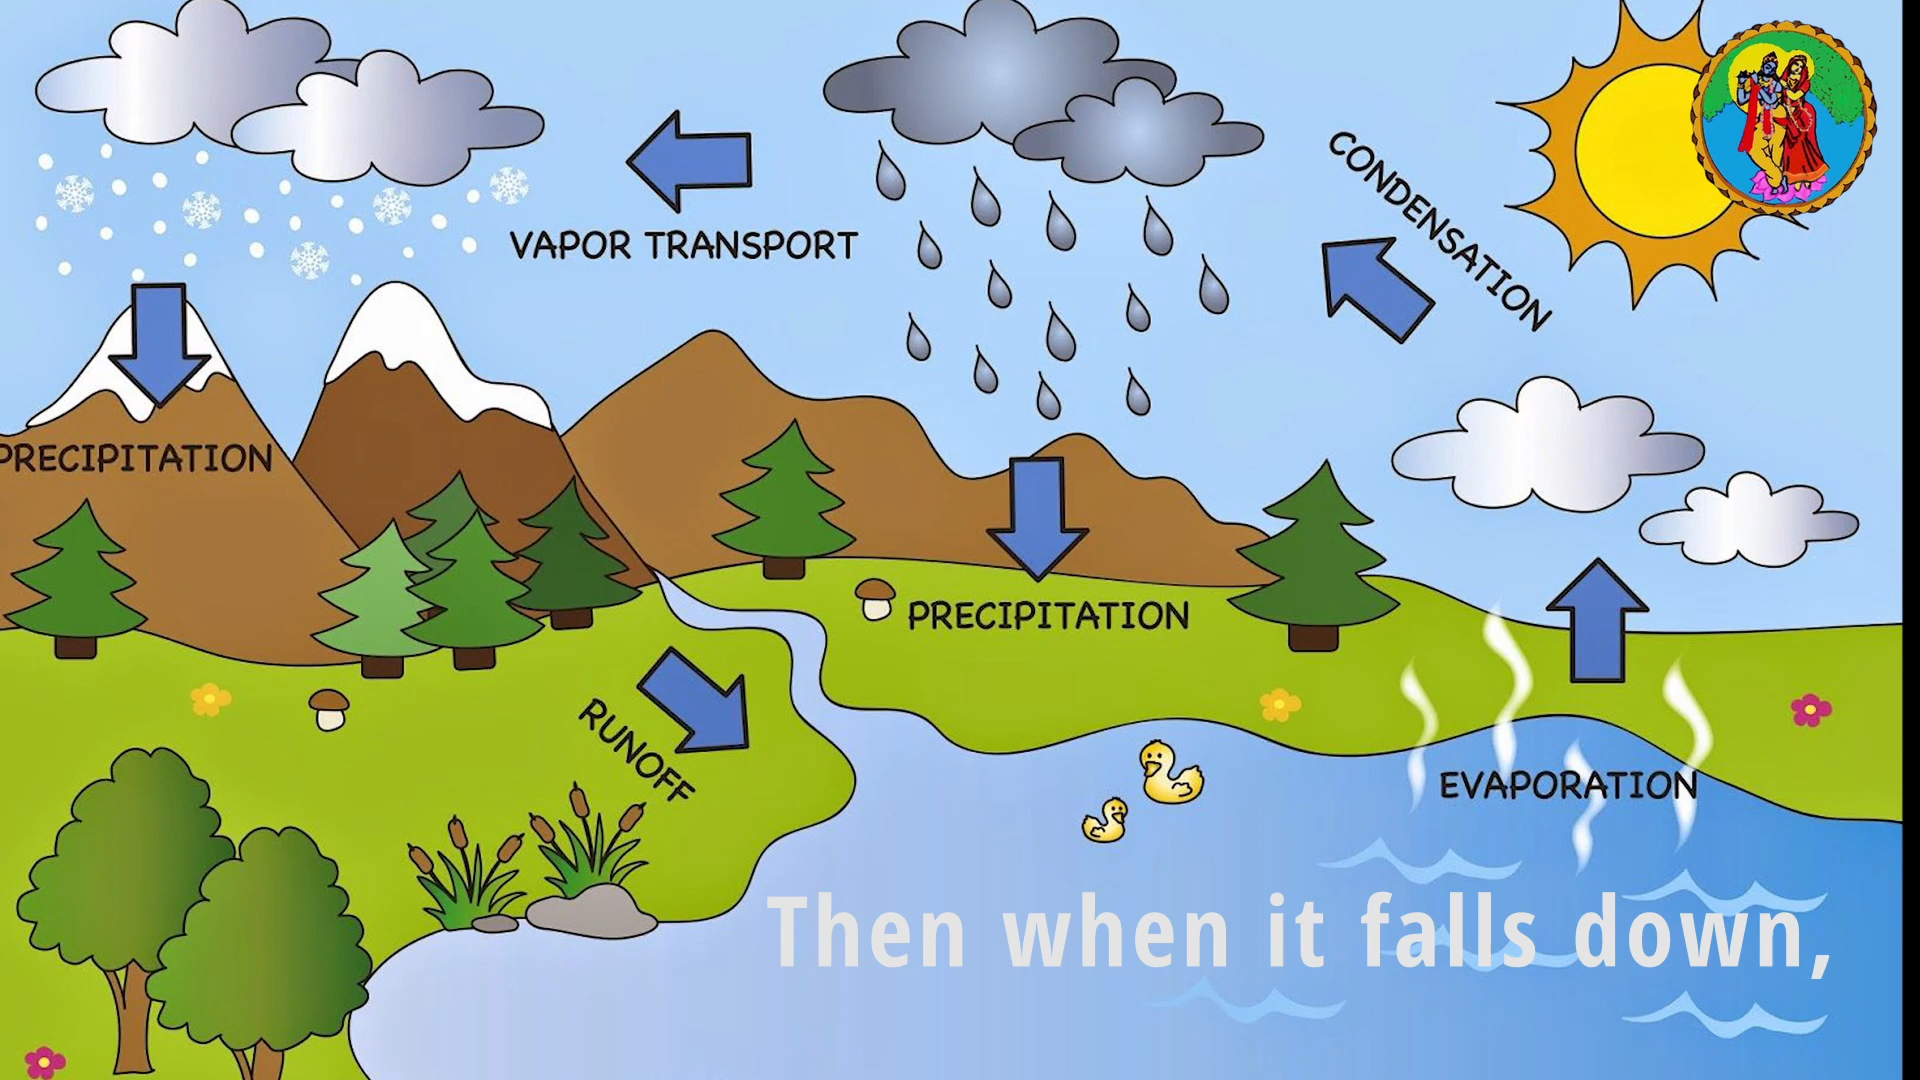 CONDENSATION
VAPOR TRANSPORT
PRECIPITATION
PRECIPITATION
RUNOFF
EVAPORATION
Then when it falls down,